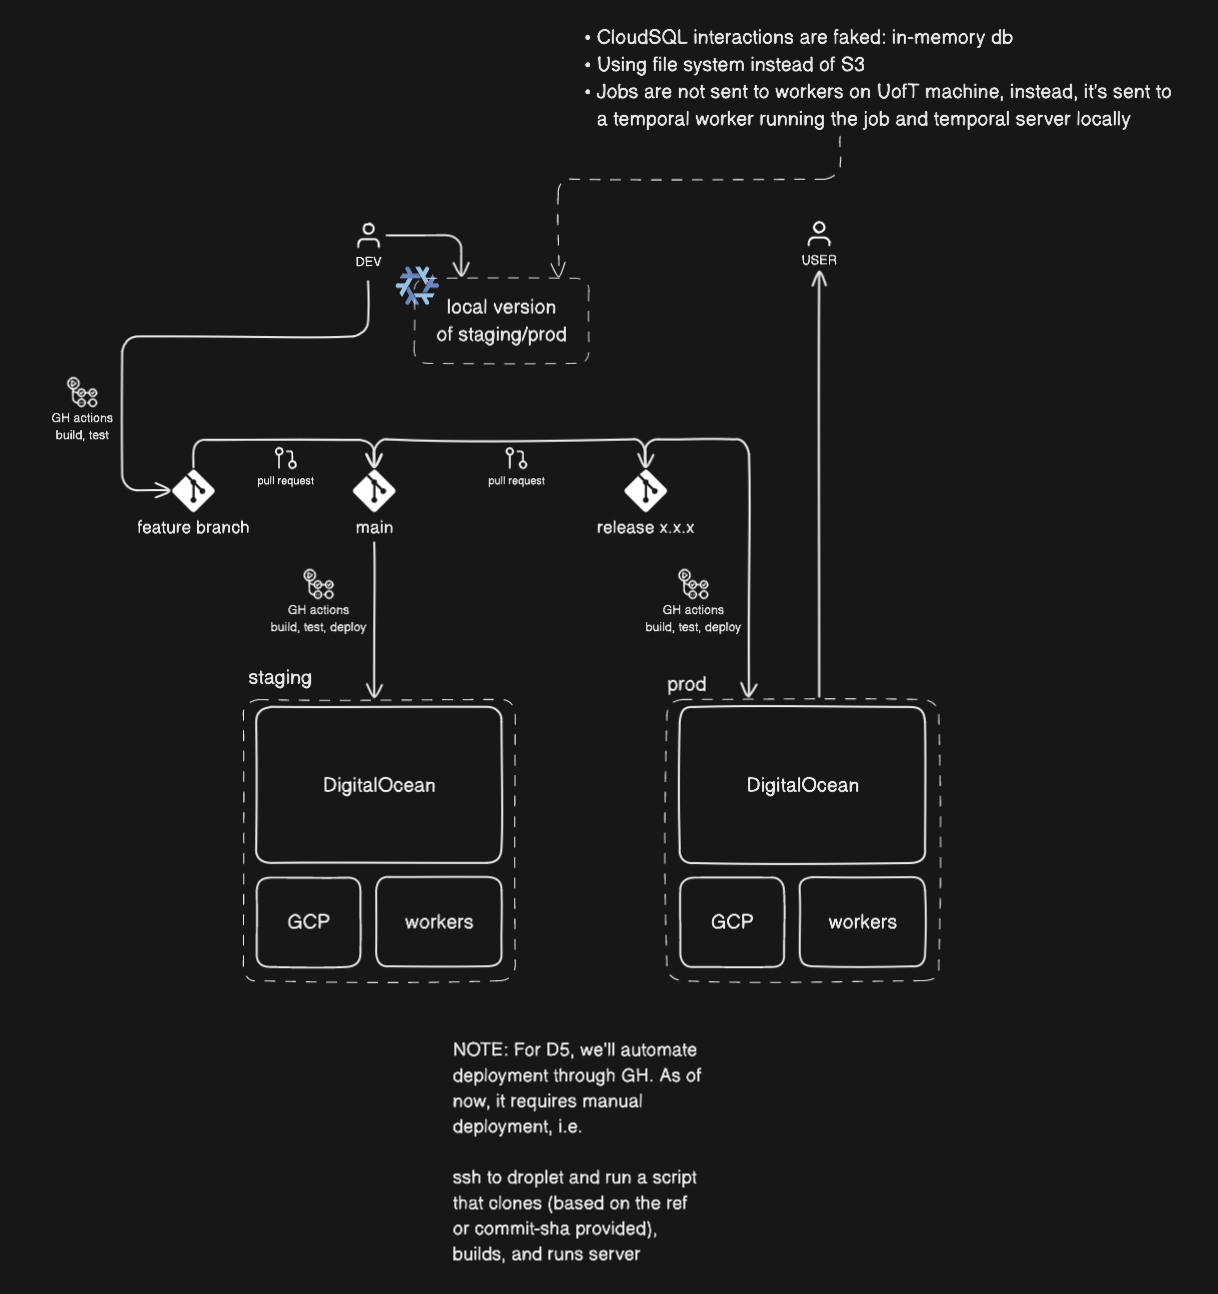 • CloudSQL interactions are faked: in-memory db
• Using file system instead of S3
• Jobs are not sent to workers on UofT machine, instead, it's sent to
a temporal worker running the job and temporal server locally
DEV
USER
local version
of staging/prod
GH actions
build, test
pull request
pull request
feature branch
main
release x.x.x
GH actions
build, test, deploy
GH actions
build, test, deploy
staging
prod
DigitalOcean
DigitalOcean
GCP
workers
GCP
workers
NOTE: For D5, we'll automate
deployment through GH. As of
now, it requires manual
deployment, i.e.
ssh to droplet and run a script
that clones (based on the ref
or commit-sha provided),
builds, and runs server